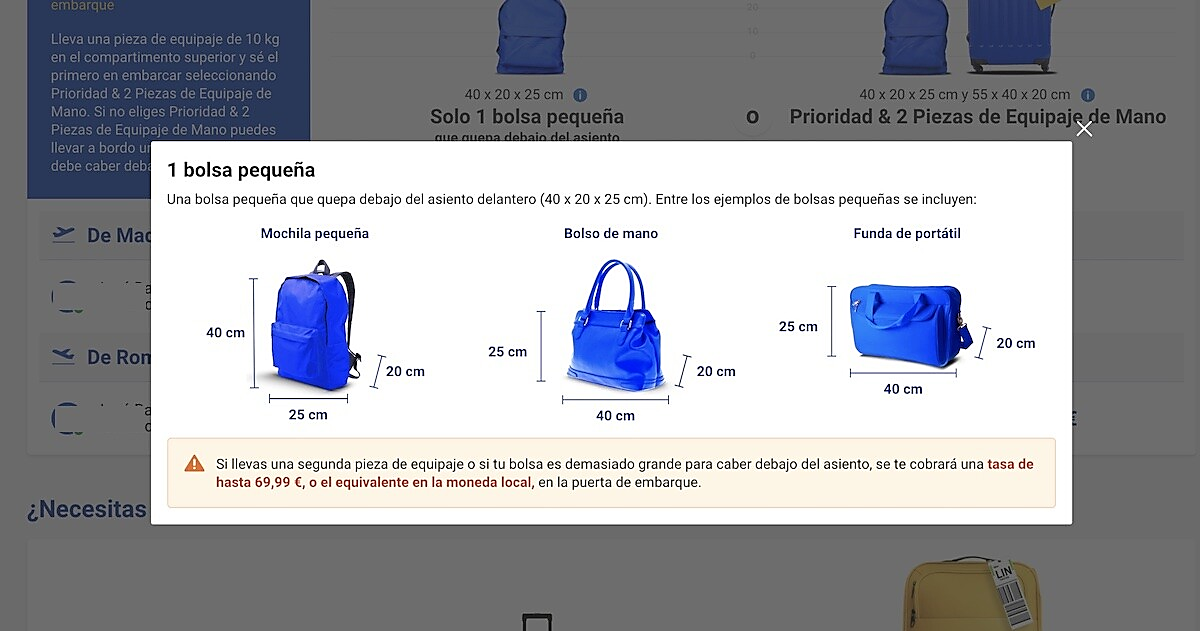 embarque
Lleva una pieza de equipaje de 10 kg
en el compartimento superior y sé el
primero en embarcar seleccionando
Prioridad & 2 Piezas de Equipaje de
Mano. Si no eliges Prioridad & 2
Piezas de Equipaje de Mano puedes
llevar a bordo
debe caber
20
10
0
40 x 20 x 25 cm
Solo 1 bolsa pequeña
que quepa debajo del asiento
o
40 x 20 x 25 cm y 55 x 40 x 20 cm
Prioridad & 2 Piezas de Equipaje de Mano
1 bolsa pequeña
Una bolsa pequeña que quepa debajo del asiento delantero (40 x 20 x 25 cm). Entre los ejemplos de bolsas pequeñas se incluyen:
Mochila pequeña
Bolso de mano
Funda de portátil
40 cm
20 cm
25 cm
25 cm
20 cm
40 cm
25 cm
20 cm
40 cm
Si llevas una segunda pieza de equipaje o si tu bolsa es demasiado grande para caber debajo del asiento, se te cobrará una tasa de
hasta 69,99 €, o el equivalente en la moneda local, en la puerta de embarque.
De
De
€
¿Necesitas
LIN